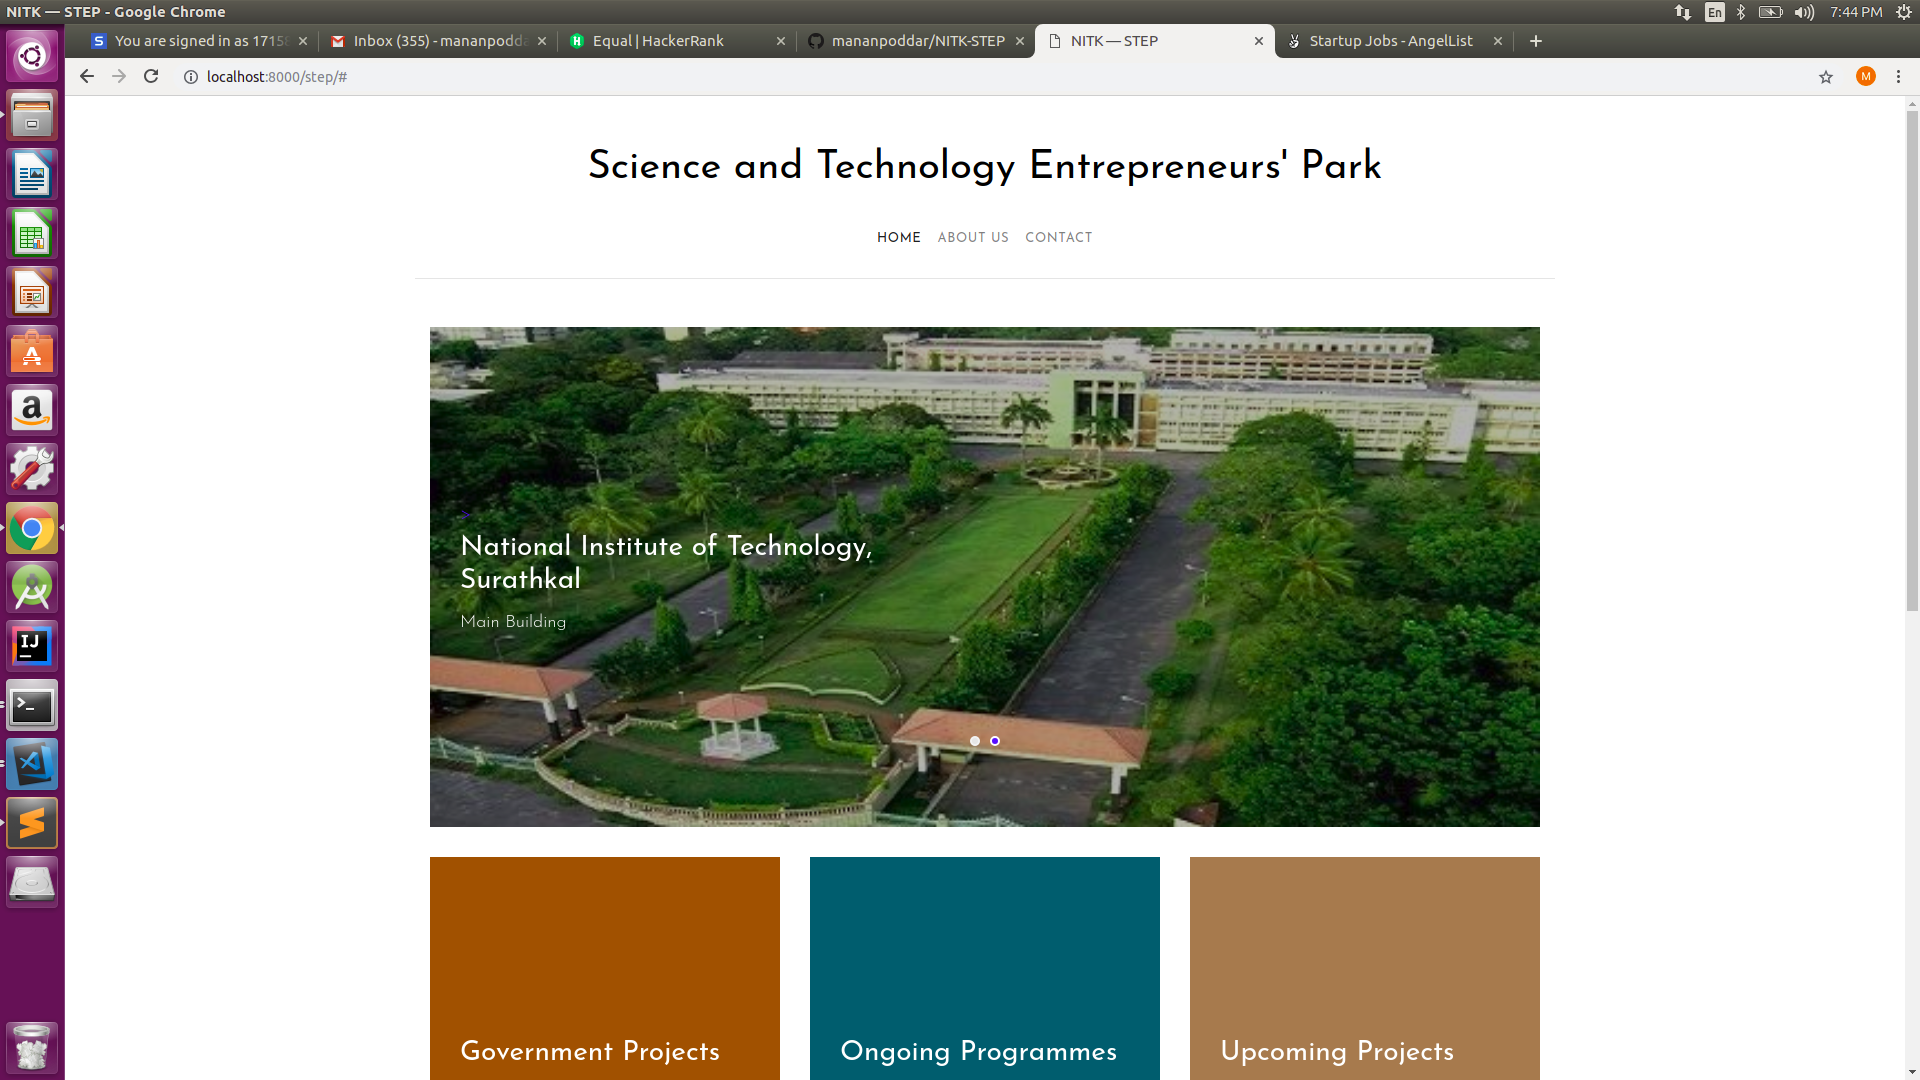 NITK — STEP - Google Chrome
En
7:44 PM
You are signed in as 1715
Inbox (355) - mananpodda
Equal | HackerRank
mananpoddar/NITK-STEP
NITK — STEP
Startup Jobs - AngelList
localhost:8000/step/#
M
Science and Technology Entrepreneurs' Park
HOME
ABOUT US
CONTACT
>
National Institute of Technology,
Surathkal
Main Building
Government Projects
Ongoing Programmes
Upcoming Projects
A
a
IJ
>_